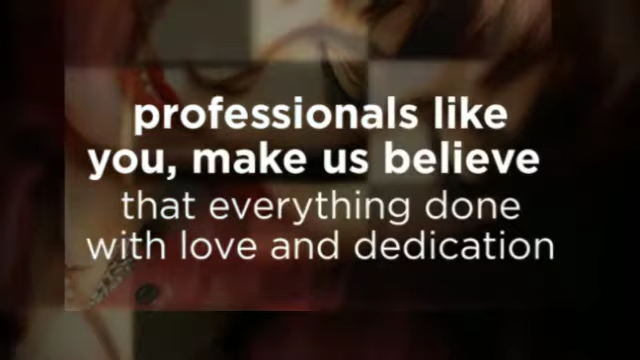 professionals like
you, make us believe
that everything done
with love and dedication